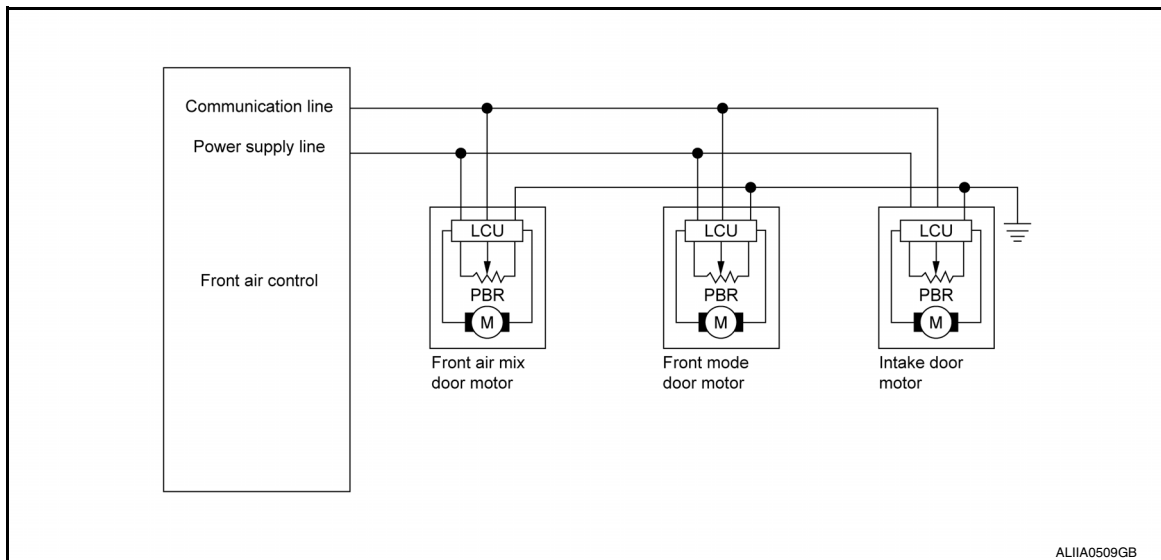 Communication line
Power supply line
Front air control
LCU
PBR
M
Front air mix
door motor
LCU
PBR
M
Front mode
door motor
LCU
PBR
M
Intake door
motor
ALIIA0509GB